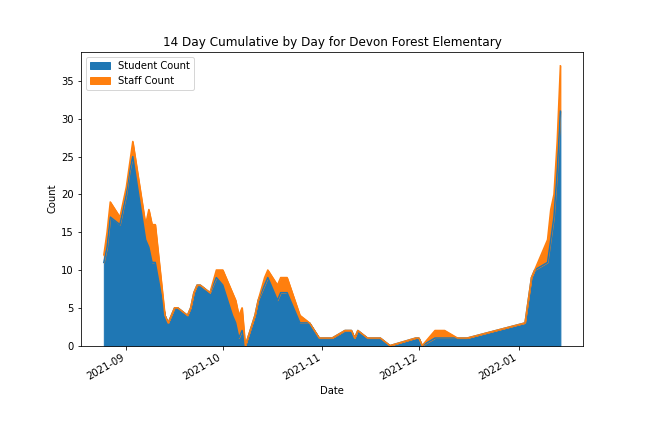 14 Day Cumulative by Day for Devon Forest Elementary
Student Count
Staff Count
35
30
25
20
15
10
5
0
Count
2021-09
2021-10
2021-11
2021-12
2022-01
Date